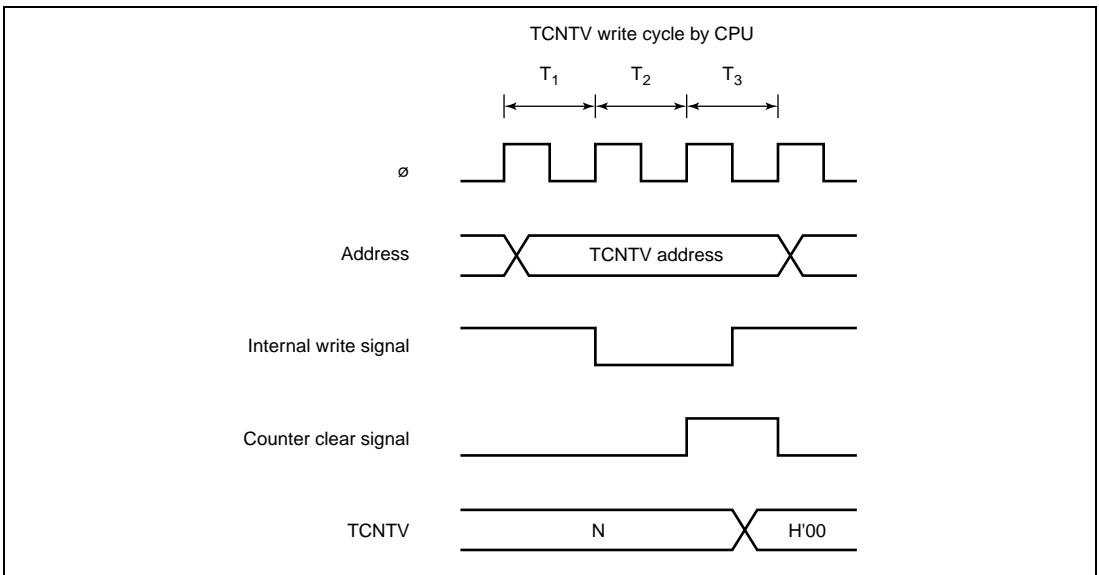 TCNTV write cycle by CPU
T1 T2 T3
ø
Address TCNTV address
Internal write signal
Counter clear signal
TCNTV N H'00